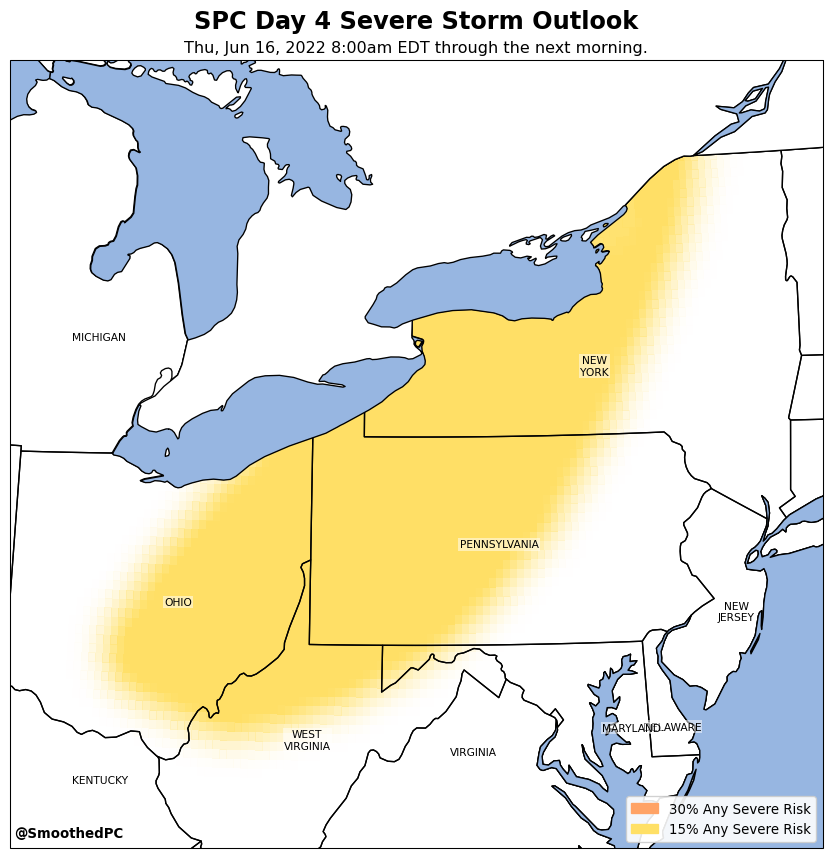 SPC Day 4 Severe Storm Outlook
Thu, Jun 16, 2022 8:00am EDT through the next morning.
MICHIGAN
NEW
YORK
PENNSYLVANIA
OHIO
NEW
JERSEY
WEST
VIRGINIA
MARYLAND
DELAWARE
VIRGINIA
KENTUCKY
30% Any Severe Risk
15% Any Severe Risk
@SmoothedPC